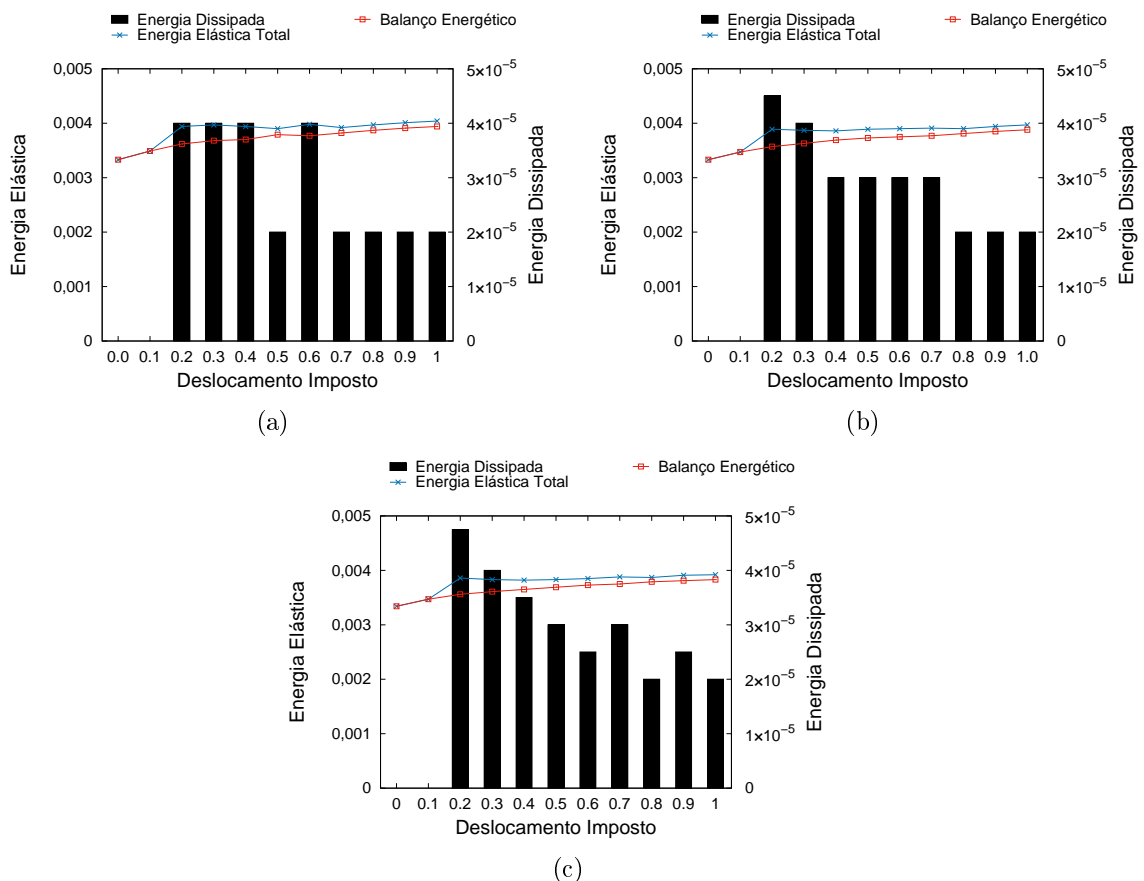 Energia Dissipada
Energia Elástica Total
Balanço Energético
0,005
0,004
0,003
0,002
0,001
0
Energia Elástica
5×10⁻⁵
4×10⁻⁵
3×10⁻⁵
2×10⁻⁵
1×10⁻⁵
0
Energia Dissipada
0.0 0.1 0.2 0.3 0.4 0.5 0.6 0.7 0.8 0.9 1
Deslocamento Imposto
(a)
Energia Dissipada
Energia Elástica Total
Balanço Energético
0,005
0,004
0,003
0,002
0,001
0
Energia Elástica
5×10⁻⁵
4×10⁻⁵
3×10⁻⁵
2×10⁻⁵
1×10⁻⁵
0
Energia Dissipada
0 0.1 0.2 0.3 0.4 0.5 0.6 0.7 0.8 0.9 1.0
Deslocamento Imposto
(b)
Energia Dissipada
Energia Elástica Total
Balanço Energético
0,005
0,004
0,003
0,002
0,001
0
Energia Elástica
5×10⁻⁵
4×10⁻⁵
3×10⁻⁵
2×10⁻⁵
1×10⁻⁵
0
Energia Dissipada
0 0.1 0.2 0.3 0.4 0.5 0.6 0.7 0.8 0.9 1
Deslocamento Imposto
(c)